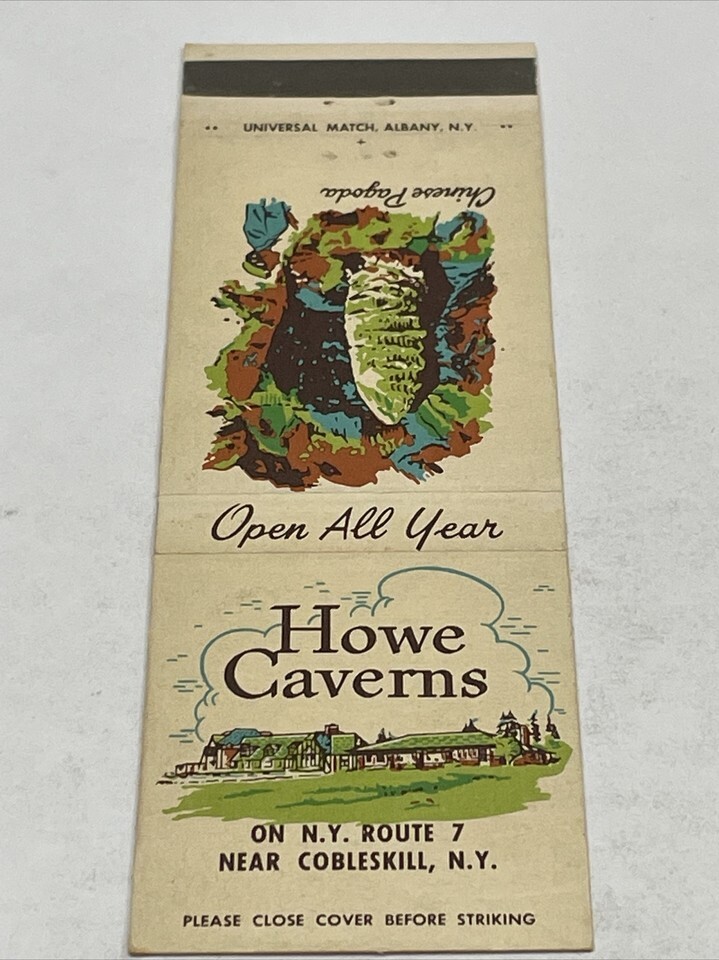 UNIVERSAL MATCH, ALBANY, N.Y.
Chinese Pagoda
Open All Year
Howe
Caverns
ON N.Y. ROUTE 7
NEAR COBLESKILL, N.Y.
PLEASE CLOSE COVER BEFORE STRIKING